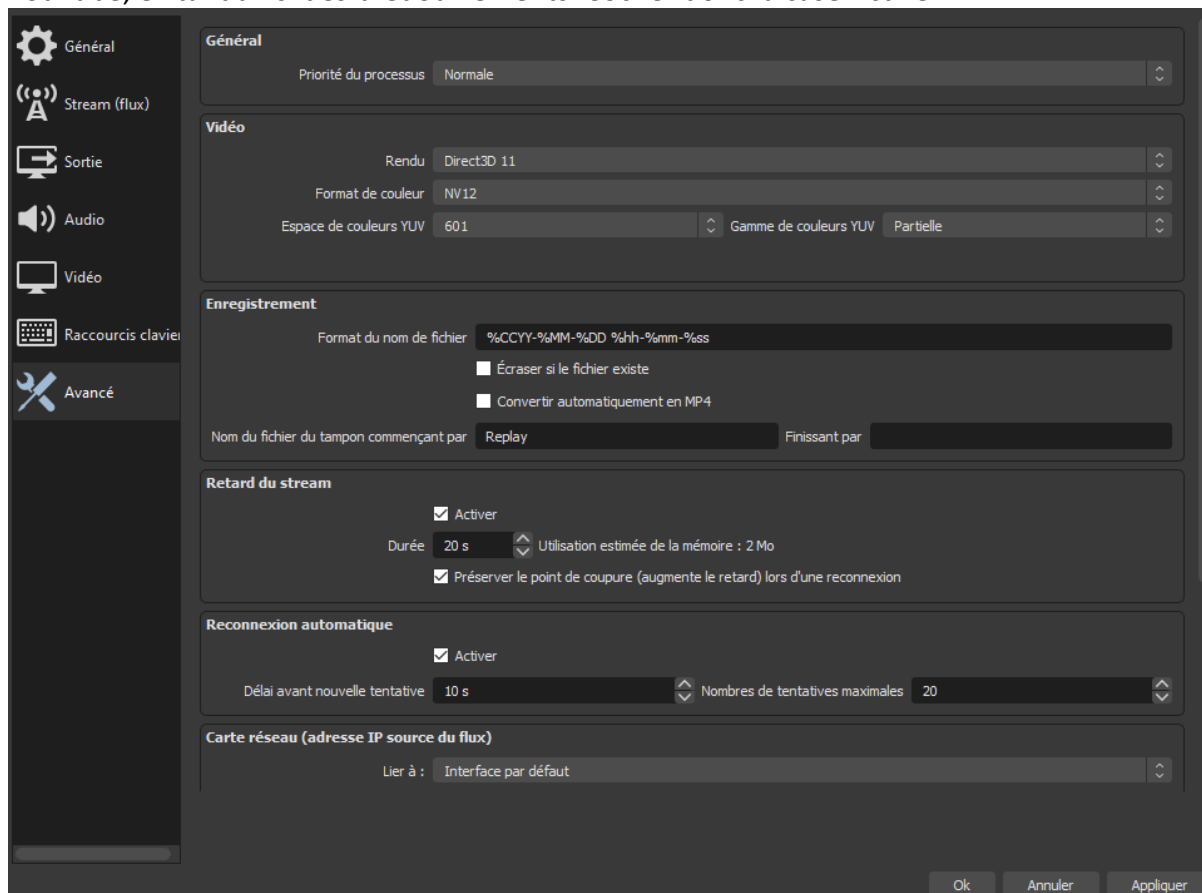 Général
Stream (flux)
Sortie
Audio
Vidéo
Raccourcis clavier
Avancé
Général
Priorité du processus Normale
Vidéo
Rendu Direct3D 11
Format de couleur NV12
Espace de couleurs YUV 601 Gamme de couleurs YUV Partielle
Enregistrement
Format du nom de fichier %CCYY-%MM-%DD %hh-%mm-%ss
Écraser si le fichier existe
Convertir automatiquement en MP4
Nom du fichier du tampon commençant par Replay Finissant par
Retard du stream
Activer
Durée 20 s Utilisation estimée de la mémoire : 2 Mo
Préserver le point de coupure (augmente le retard) lors d'une reconnexion
Reconnexion automatique
Activer
Délai avant nouvelle tentative 10 s Nombres de tentatives maximales 20
Carte réseau (adresse IP source du flux)
Lier à : Interface par défaut
Ok Annuler Appliquer